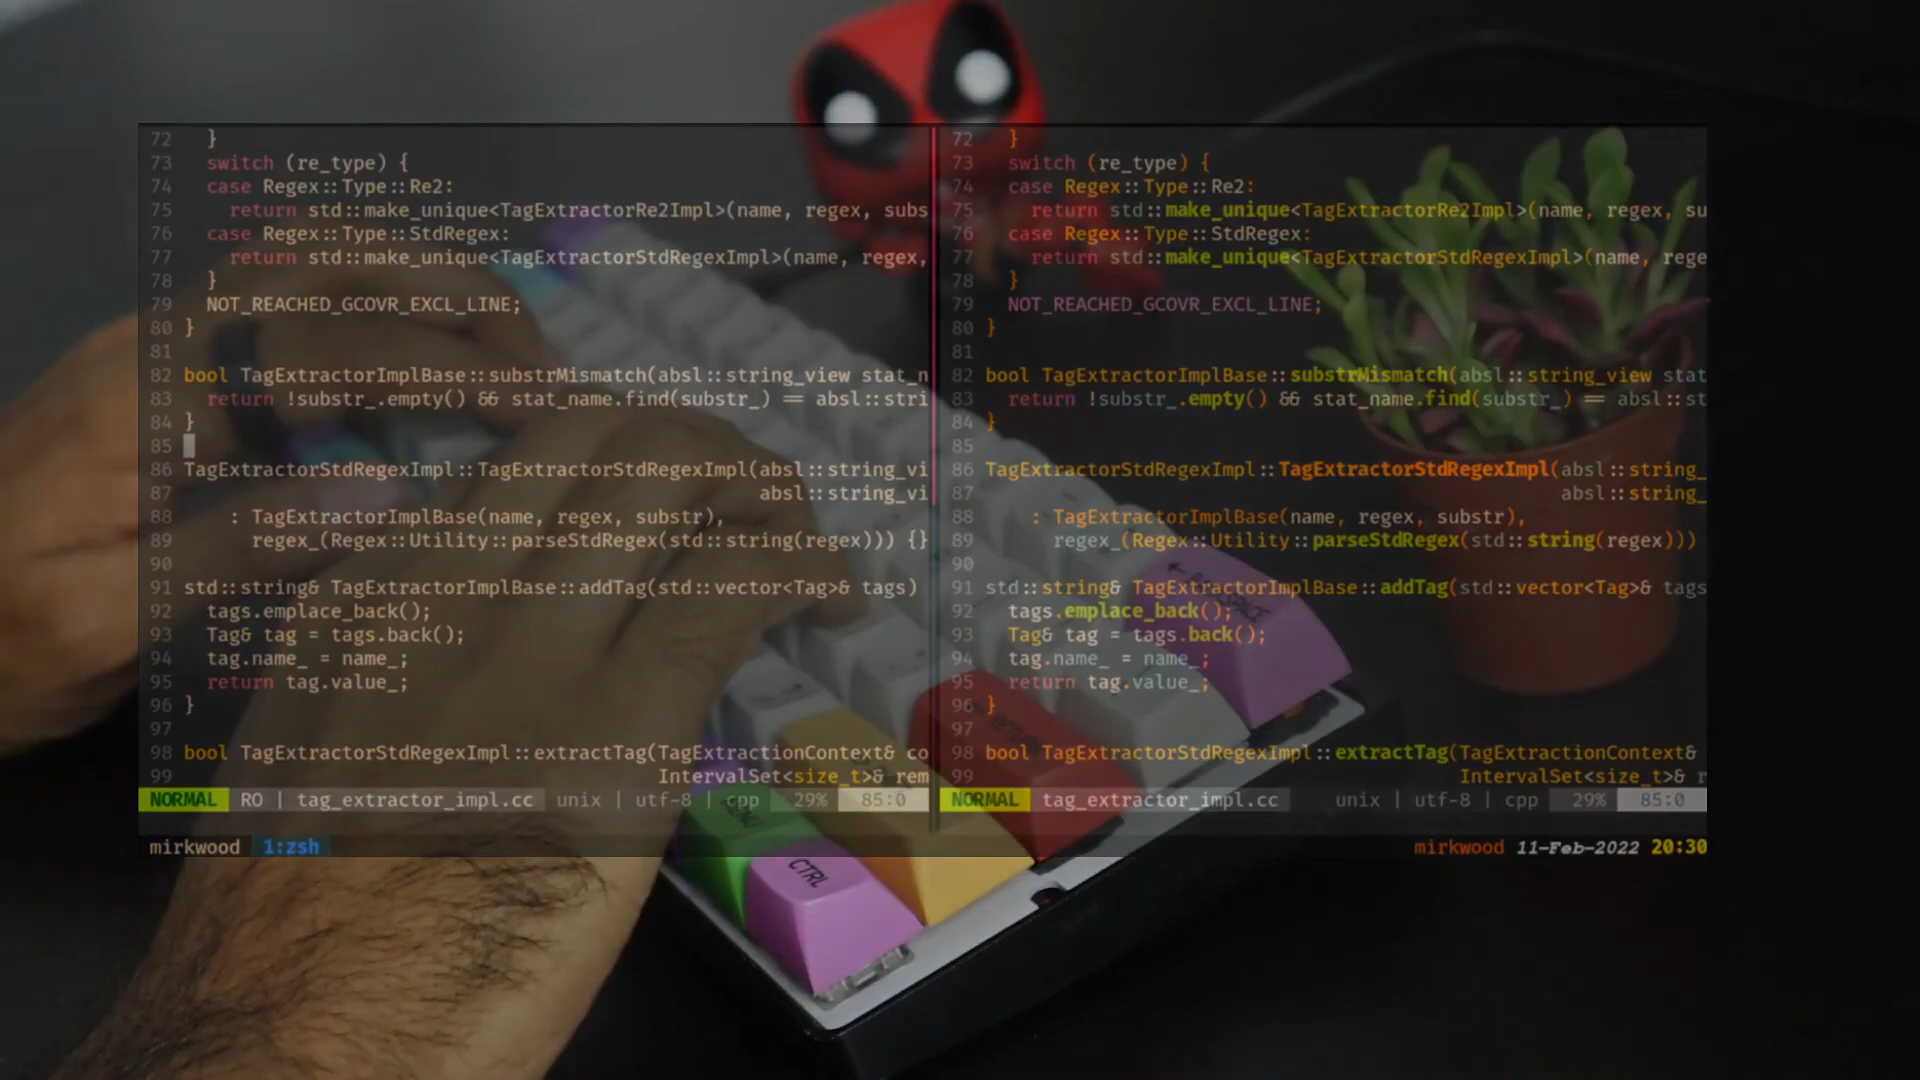 72 }
73 switch (re_type) {
74 case Regex::Type::Re2:
75 return std::make_unique<TagExtractorRe2Impl>(name, regex, subs
76 case Regex::Type::StdRegex:
77 return std::make_unique<TagExtractorStdRegexImpl>(name, regex,
78 }
79 NOT_REACHED_GCOVR_EXCL_LINE;
80 }
81
82 bool TagExtractorImplBase::substrMismatch(absl::string_view stat_n
83 return !substr_.empty() && stat_name.find(substr_) == absl::stri
84 }
85
86 TagExtractorStdRegexImpl::TagExtractorStdRegexImpl(absl::string_vi
87 absl::string_vi
88 : TagExtractorImplBase(name, regex, substr),
89 regex_(Regex::Utility::parseStdRegex(std::string(regex))) {}
90
91 std::string& TagExtractorImplBase::addTag(std::vector<Tag>& tags)
92 tags.emplace_back();
93 Tag& tag = tags.back();
94 tag.name_ = name_;
95 return tag.value_;
96 }
97
98 bool TagExtractorStdRegexImpl::extractTag(TagExtractionContext& co
99 IntervalSet<size_t>& rem
NORMAL RO | tag_extractor_impl.cc unix | utf-8 | cpp 29% 85:0
72 }
73 switch (re_type) {
74 case Regex::Type::Re2:
75 return std::make_unique<TagExtractorRe2Impl>(name, regex, su
76 case Regex::Type::StdRegex:
77 return std::make_unique<TagExtractorStdRegexImpl>(name, rege
78 }
79 NOT_REACHED_GCOVR_EXCL_LINE;
80 }
81
82 bool TagExtractorImplBase::substrMismatch(absl::string_view stat
83 return !substr_.empty() && stat_name.find(substr_) == absl::st
84 }
85
86 TagExtractorStdRegexImpl::TagExtractorStdRegexImpl(absl::string_
87 absl::string_
88 : TagExtractorImplBase(name, regex, substr),
89 regex_(Regex::Utility::parseStdRegex(std::string(regex)))
90
91 std::string& TagExtractorImplBase::addTag(std::vector<Tag>& tags
92 tags.emplace_back();
93 Tag& tag = tags.back();
94 tag.name_ = name_;
95 return tag.value_;
96 }
97
98 bool TagExtractorStdRegexImpl::extractTag(TagExtractionContext&
99 IntervalSet<size_t>& r
NORMAL tag_extractor_impl.cc unix | utf-8 | cpp 29% 85:0
mirkwood 1:zsh mirkwood 11-Feb-2022 20:30
← BACKSPACE
MENU
CTRL